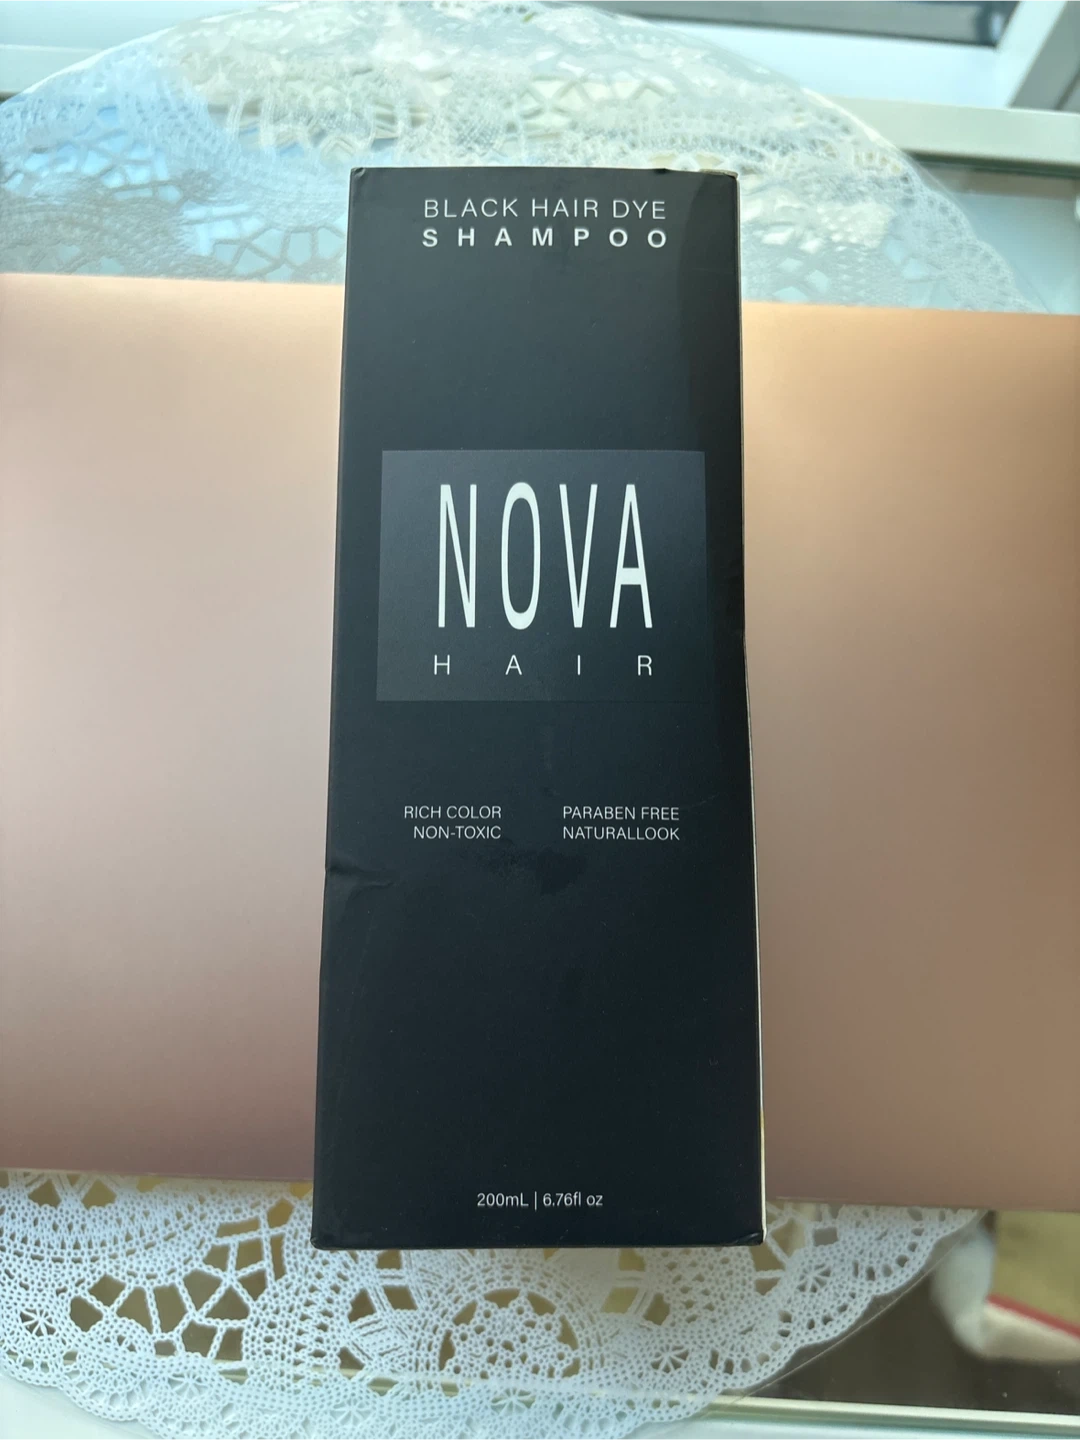 BLACK HAIR DYE
SHAMPOO
NOVA
HAIR
RICH COLOR
NON-TOXIC
PARABEN FREE
NATURALLOOK
200mL | 6.76fl oz